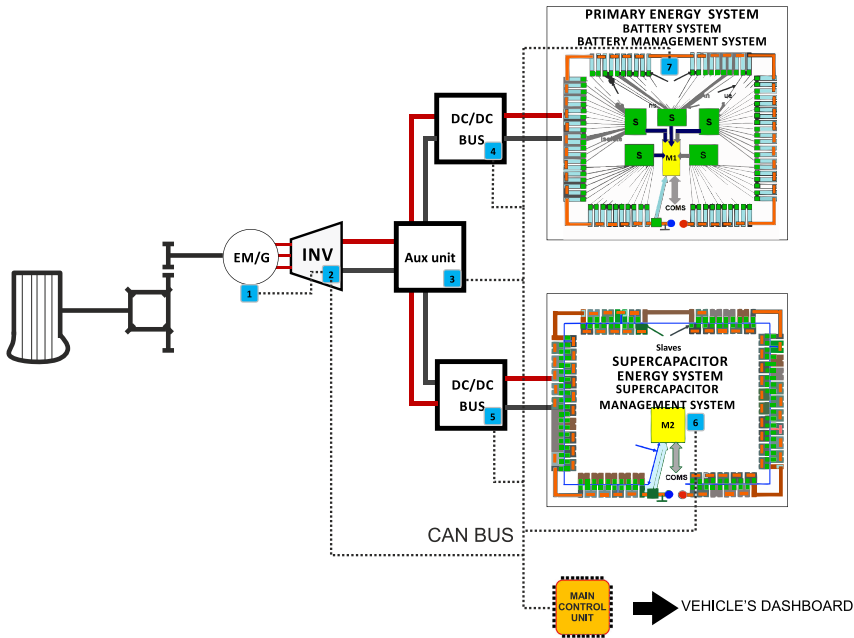 PRIMARY ENERGY SYSTEM
BATTERY SYSTEM
BATTERY MANAGEMENT SYSTEM
7
S
S
S
S
S
M1
COMS
DC/DC
BUS
4
EM/G
1
INV
2
Aux unit
3
DC/DC
BUS
5
Slaves
SUPERCAPACITOR
ENERGY SYSTEM
SUPERCAPACITOR
MANAGEMENT SYSTEM
M2
6
COMS
CAN BUS
MAIN
CONTROL
UNIT
VEHICLE'S DASHBOARD